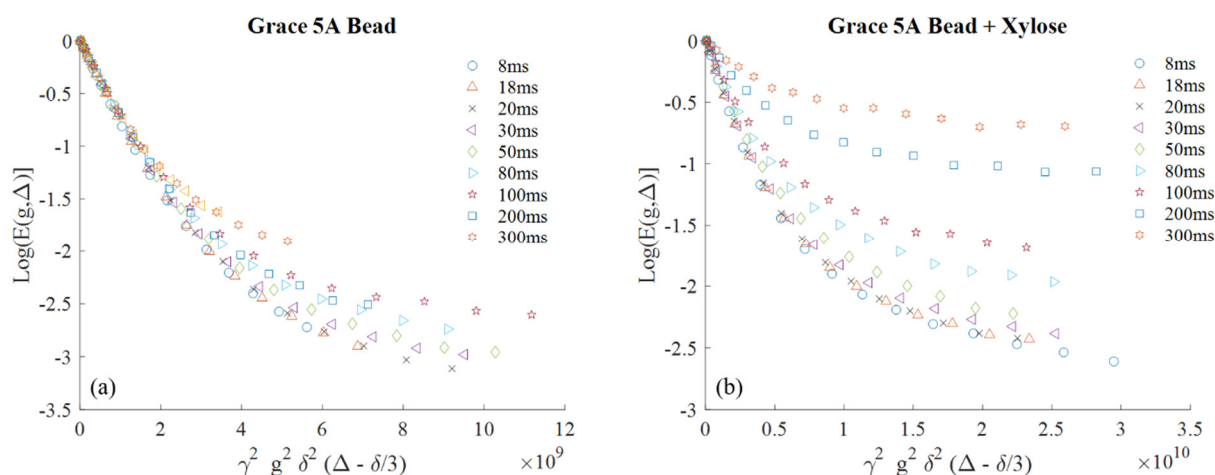 Grace 5A Bead
Log(E(g,Δ)]
0
-0.5
-1
-1.5
-2
-2.5
-3
-3.5
8ms
18ms
20ms
30ms
50ms
80ms
100ms
200ms
300ms
(a)
0 2 4 6 8 10 12
×10⁹
γ² g² δ² (Δ - δ/3)
Grace 5A Bead + Xylose
Log(E(g,Δ)]
0
-0.5
-1
-1.5
-2
-2.5
-3
8ms
18ms
20ms
30ms
50ms
80ms
100ms
200ms
300ms
(b)
0 0.5 1 1.5 2 2.5 3 3.5
×10¹⁰
γ² g² δ² (Δ - δ/3)